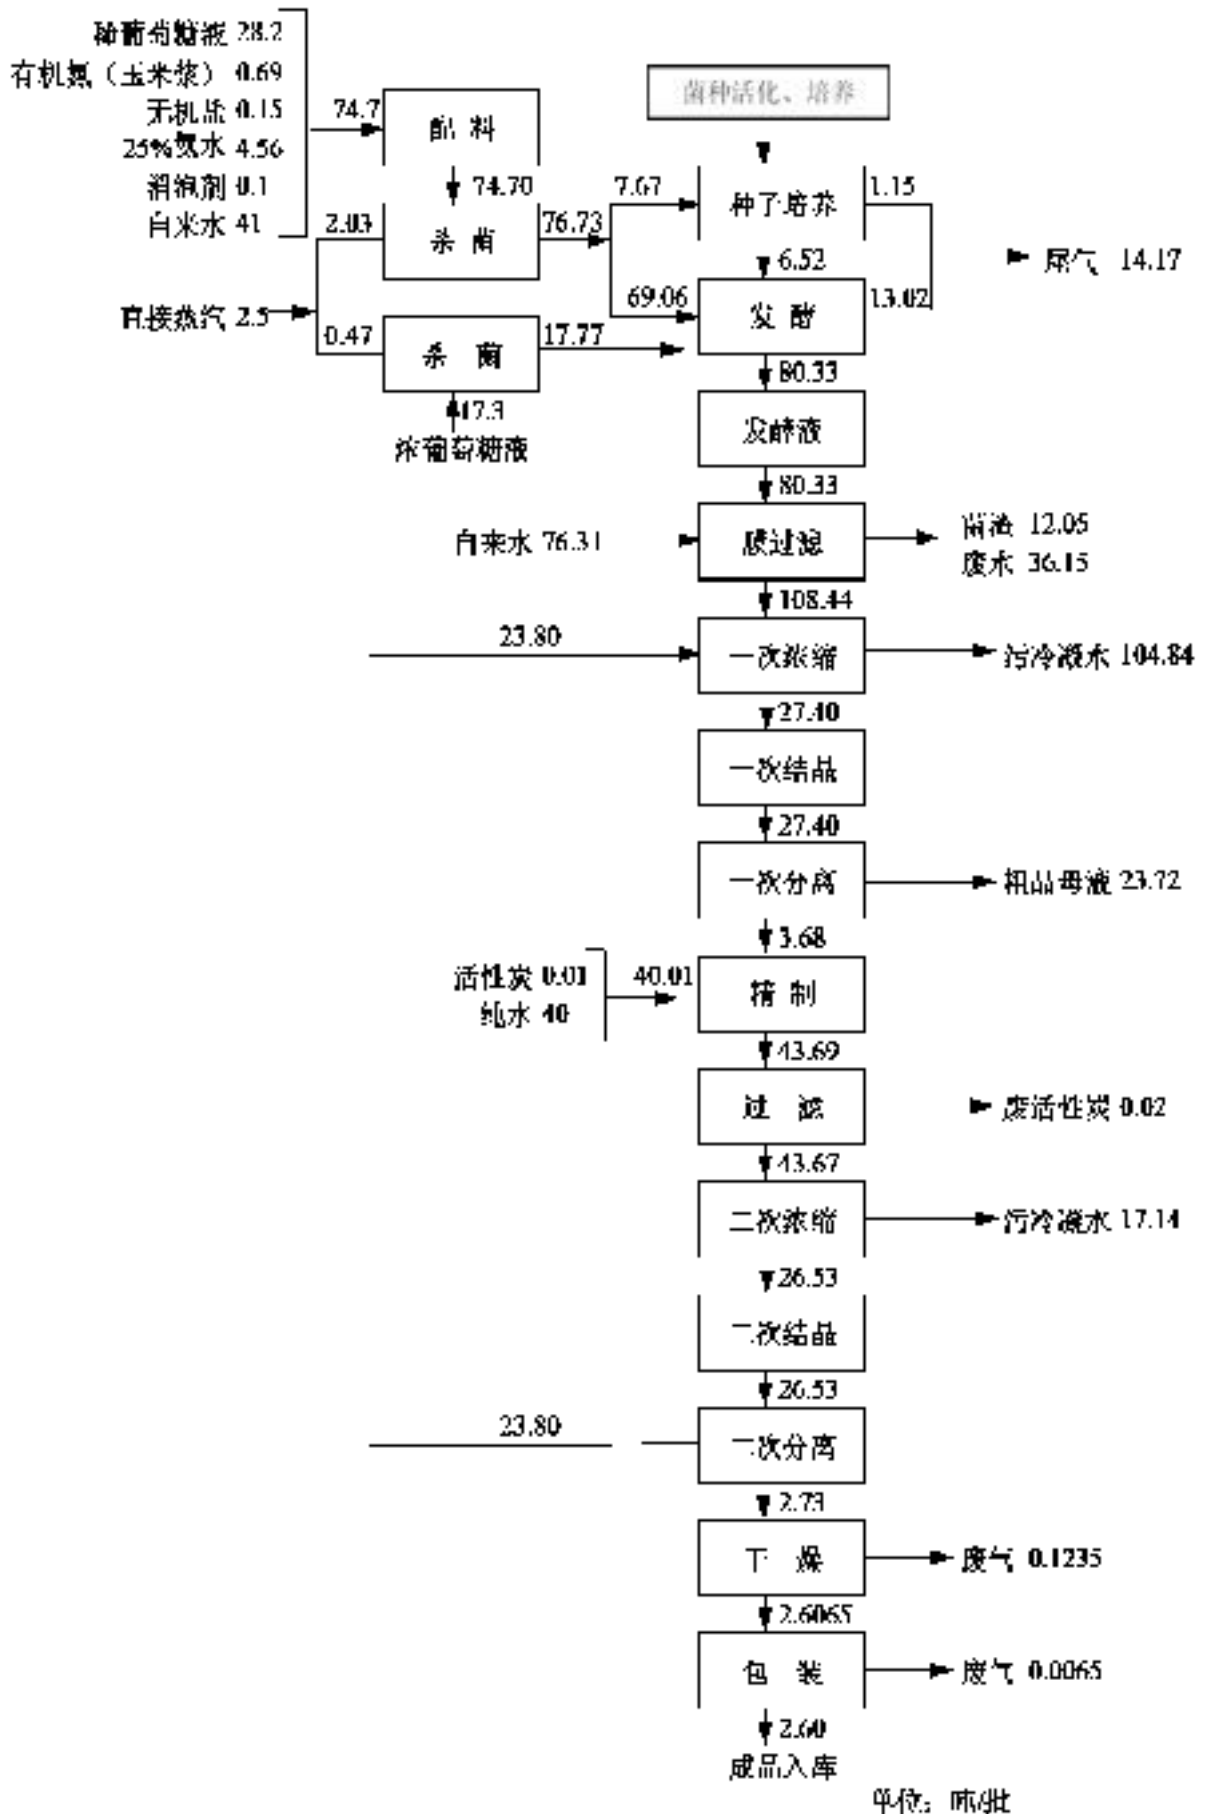 稀葡萄糖液 28.2
有机氮（玉米浆） 0.69
无机盐 0.15
25%氨水 4.56
消泡剂 0.1
自来水 41
74.7
配 料
菌种活化、培养
74.70
7.67
种子培养
1.15
2.03
杀 菌
76.73
尾气 14.17
6.52
直接蒸汽 2.5
69.06
发 酵
13.02
0.47
杀 菌
17.77
80.33
17.3
浓葡萄糖液
发酵液
80.33
自来水 76.31
膜过滤
菌渣 12.05
废水 36.15
108.44
23.80
一次浓缩
污冷凝水 104.84
27.40
一次结晶
27.40
一次分离
粗品母液 23.72
3.68
活性炭 0.01
纯水 40
40.01
精 制
43.69
过 滤
废活性炭 0.02
43.67
二次浓缩
污冷凝水 17.14
26.53
二次结晶
26.53
23.80
二次分离
2.73
干 燥
废气 0.1235
2.6065
包 装
废气 0.0065
2.60
成品入库
单位：吨/批